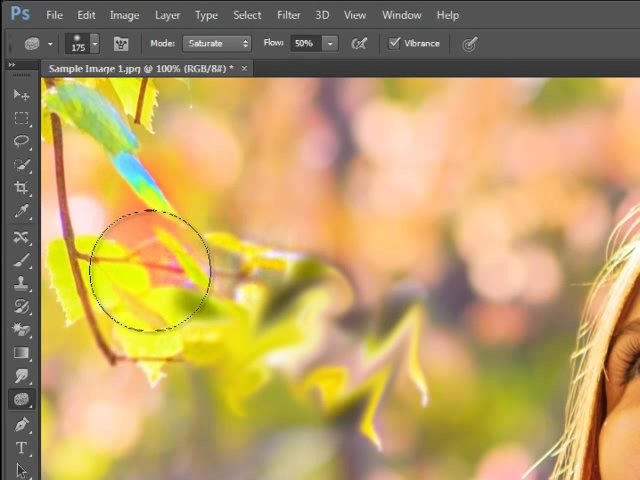 Ps File Edit Image Layer Type Select Filter 3D View Window Help
175 Mode: Saturate Flow: 50% Vibrance
Sample Image 1.jpg @ 100% (RGB/8#) * ×
T